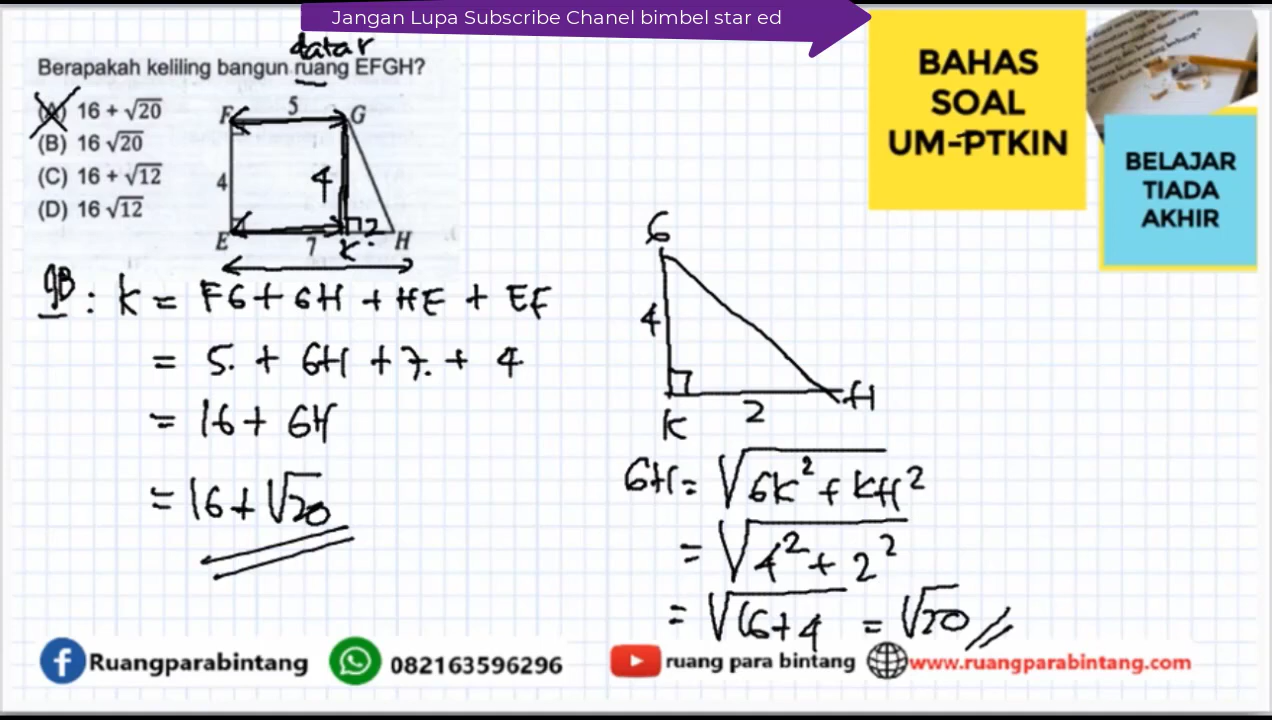 Jangan Lupa Subscribe Chanel bimbel star ed
datar
Berapakah keliling bangun ruang EFGH?
(A) 16 + √20
(B) 16 √20
(C) 16 + √12
(D) 16 √12
F 5 G
4 4
E 7 K 2 H
BAHAS
SOAL
UM-PTKIN
BELAJAR
TIADA
AKHIR
JB : K = FG + GH + HE + EF
= 5 + GH + 7 + 4
= 16 + GH
= 16 + √20
G
4
K 2 H
GH = √GK² + KH²
= √4² + 2²
= √16+4 = √20
Ruangparabintang
082163596296
ruang para bintang
www.ruangparabintang.com